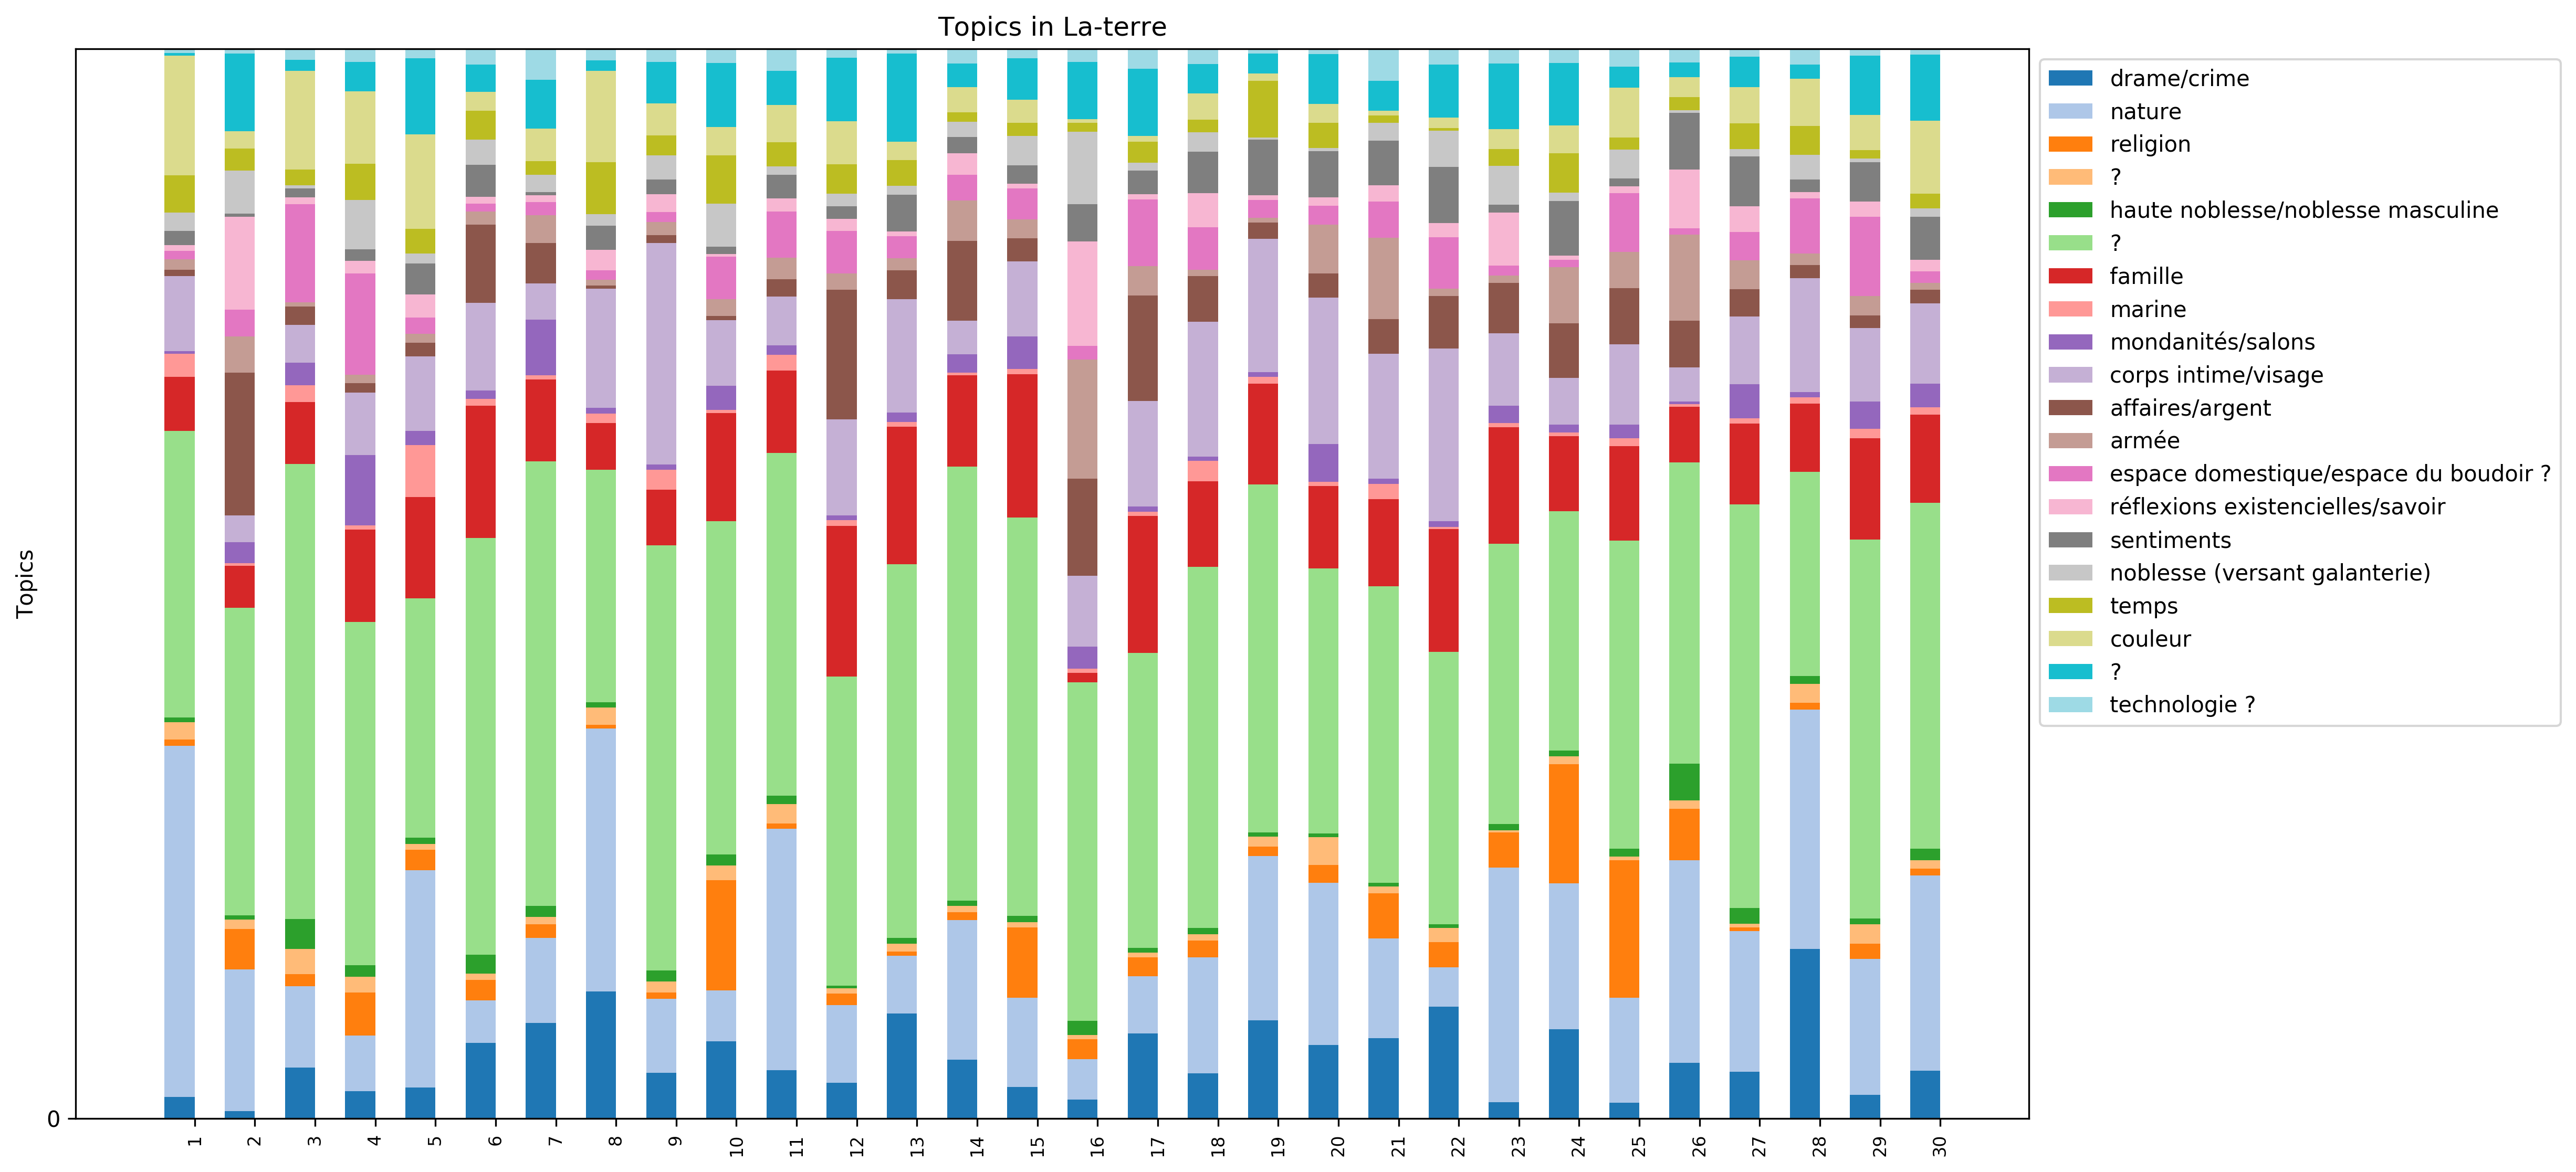 Topics in La-terre
Topics
0
1
2
3
4
5
6
7
8
9
10
11
12
13
14
15
16
17
18
19
20
21
22
23
24
25
26
27
28
29
30
drame/crime
nature
religion
?
haute noblesse/noblesse masculine
?
famille
marine
mondanités/salons
corps intime/visage
affaires/argent
armée
espace domestique/espace du boudoir ?
réflexions existencielles/savoir
sentiments
noblesse (versant galanterie)
temps
couleur
?
technologie ?